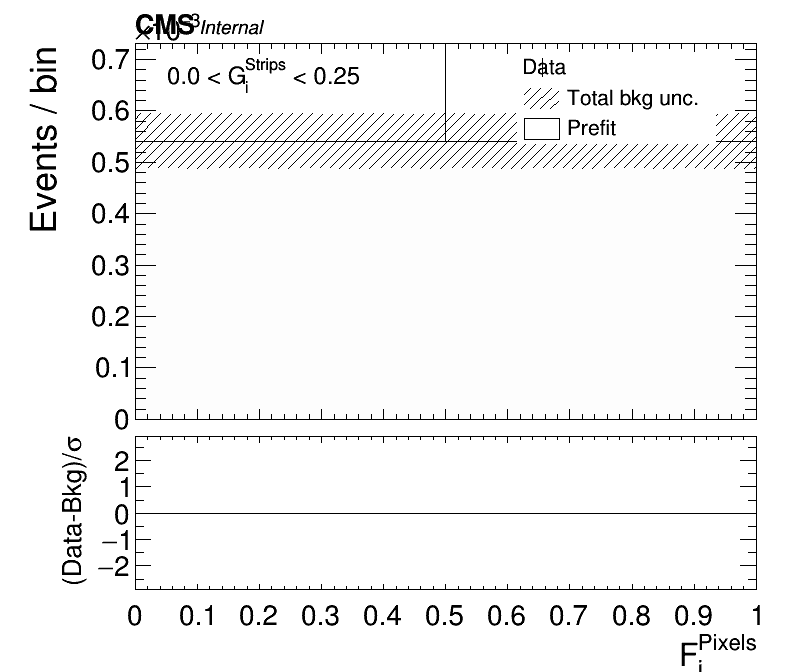 CMS Internal
×10⁻³
Events / bin
0.0 < G_i^Strips < 0.25
Data
Total bkg unc.
Prefit
0.7
0.6
0.5
0.4
0.3
0.2
0.1
0
(Data-Bkg)/σ
2
1
0
−1
−2
0 0.1 0.2 0.3 0.4 0.5 0.6 0.7 0.8 0.9 1
F_i^Pixels